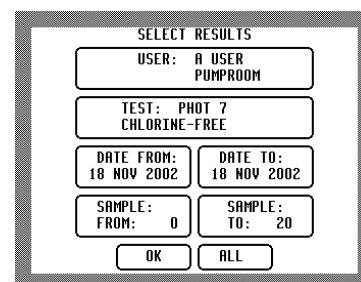 SELECT RESULTS
USER: A USER
PUMPROOM
TEST: PHOT 7
CHLORINE-FREE
DATE FROM:
18 NOV 2002
DATE TO:
18 NOV 2002
SAMPLE:
FROM: 0
SAMPLE:
TO: 20
OK
ALL